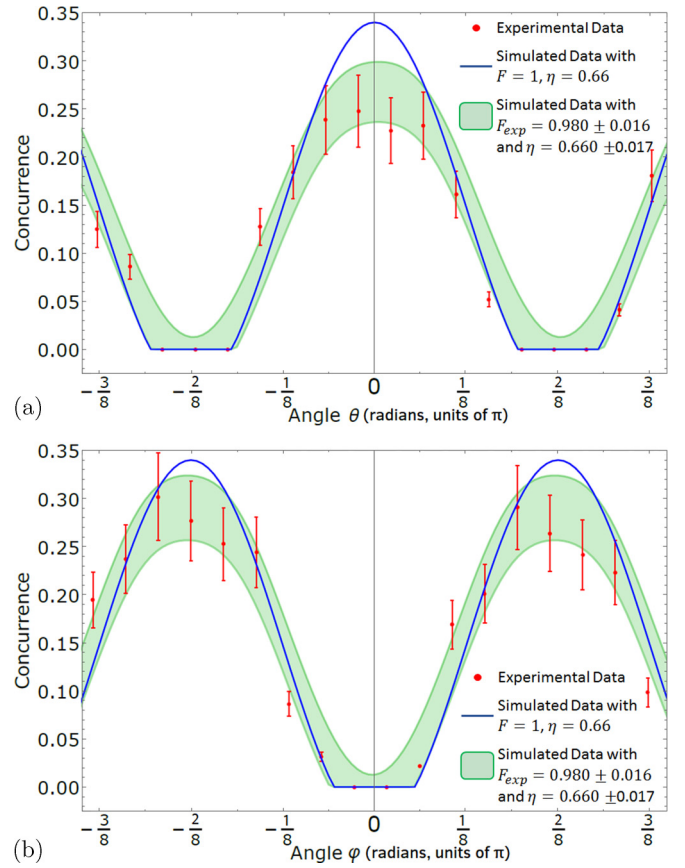 0.35
0.30
0.25
0.20
0.15
0.10
0.05
0.00
Concurrence
Experimental Data
Simulated Data with
F = 1, η = 0.66
Simulated Data with
F_exp = 0.980 ± 0.016
and η = 0.660 ±0.017
−3/8 −2/8 −1/8 0 1/8 2/8 3/8
Angle θ (radians, units of π)
(a)
0.35
0.30
0.25
0.20
0.15
0.10
0.05
0.00
Concurrence
Experimental Data
Simulated Data with
F = 1, η = 0.66
Simulated Data with
F_exp = 0.980 ± 0.016
and η = 0.660 ±0.017
−3/8 −2/8 −1/8 0 1/8 2/8 3/8
Angle φ (radians, units of π)
(b)